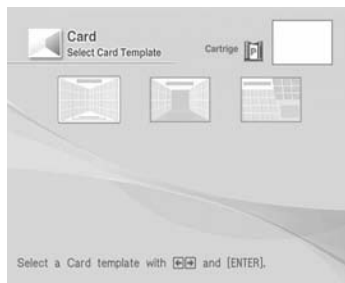 Card
Select Card Template
Cartrige P
Select a Card template with ←→ and [ENTER].